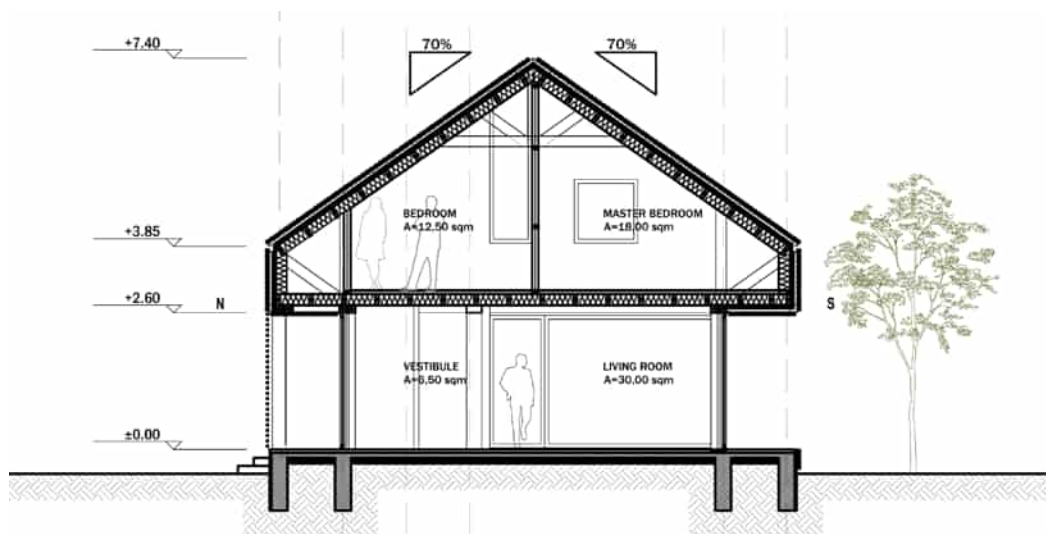 +7.40
70%
70%
BEDROOM
A=12.50 sqm
MASTER BEDROOM
A=18.00 sqm
+3.85
+2.60
N
S
VESTIBULE
A=6.50 sqm
LIVING ROOM
A=30.00 sqm
±0.00